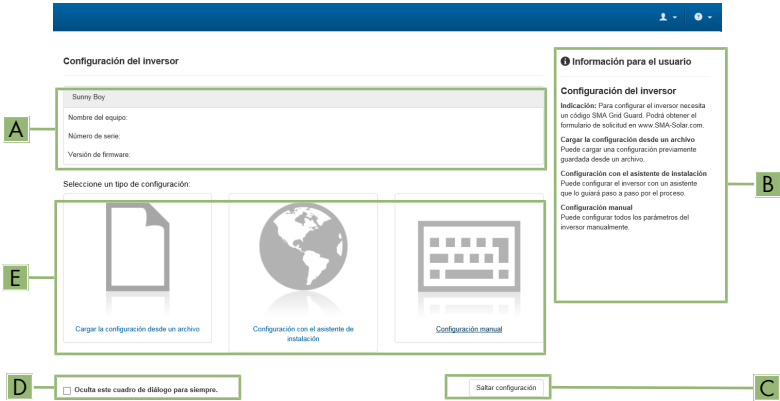 Configuración del inversor
Sunny Boy
Nombre del equipo:
Número de serie:
Versión de firmware:
A
Seleccione un tipo de configuración:
E
Cargar la configuración desde un archivo
Configuración con el asistente de
instalación
Configuración manual
D
Oculta este cuadro de diálogo para siempre.
Saltar configuración
C
Información para el usuario
Configuración del inversor
Indicación: Para configurar el inversor necesita
un código SMA Grid Guard. Podrá obtener el
formulario de solicitud en www.SMA-Solar.com.
Cargar la configuración desde un archivo
Puede cargar una configuración previamente
guardada desde un archivo.
Configuración con el asistente de instalación
Puede configurar el inversor con un asistente
que lo guiará paso a paso por el proceso.
Configuración manual
Puede configurar todos los parámetros del
inversor manualmente.
B